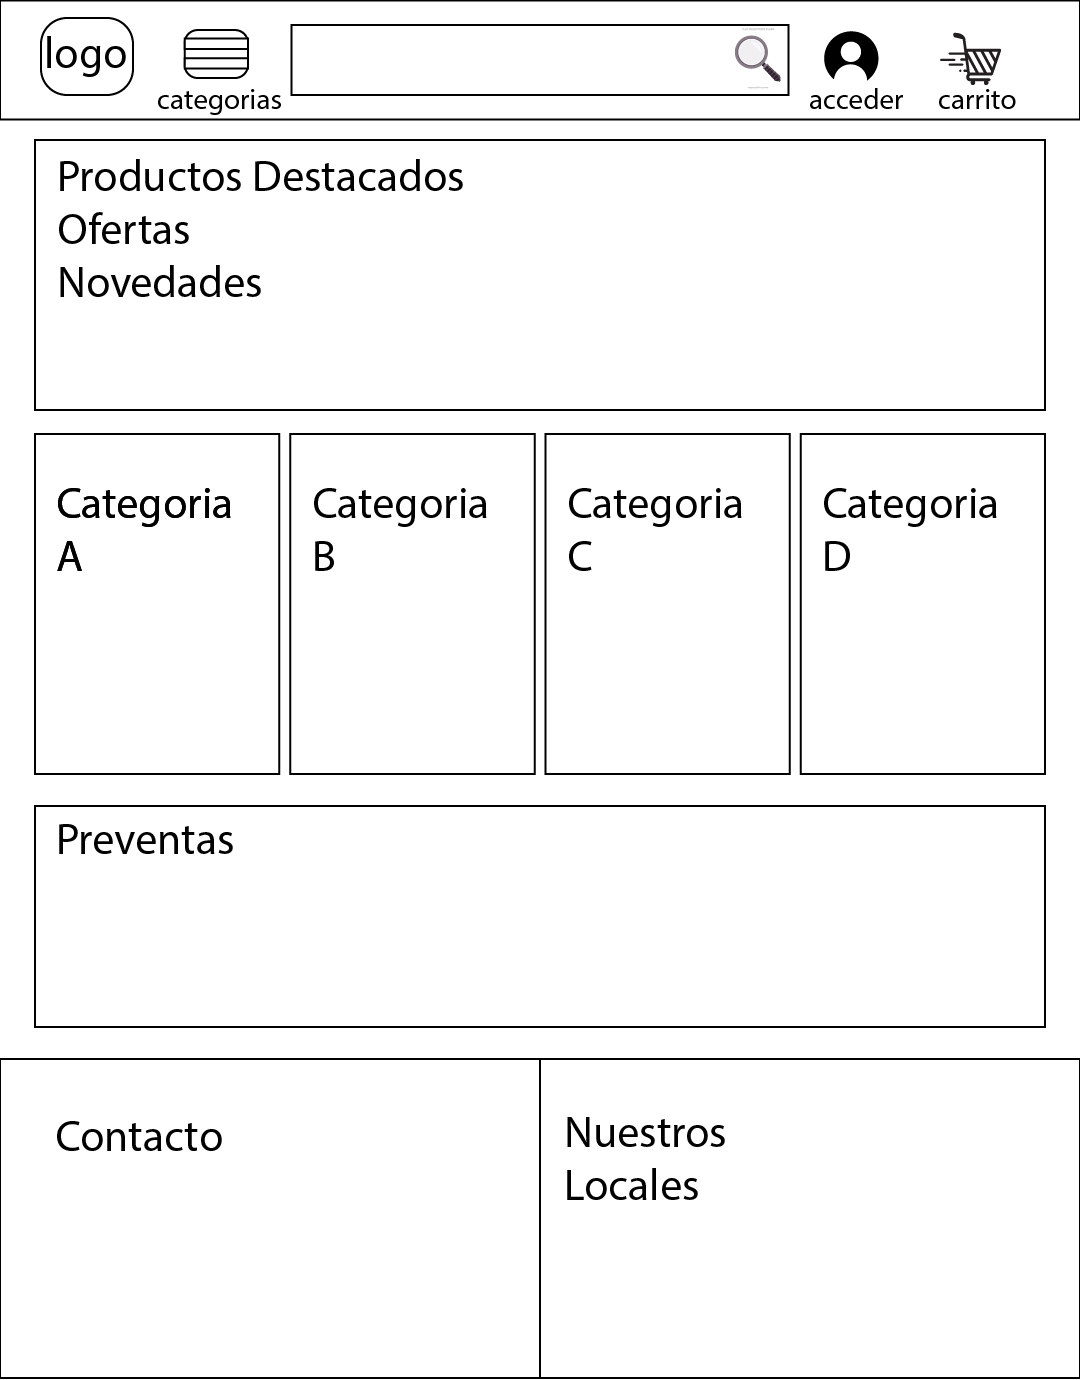 logo
categorias
acceder
carrito
Productos Destacados
Ofertas
Novedades
Categoria
A
Categoria
B
Categoria
C
Categoria
D
Preventas
Contacto
Nuestros
Locales